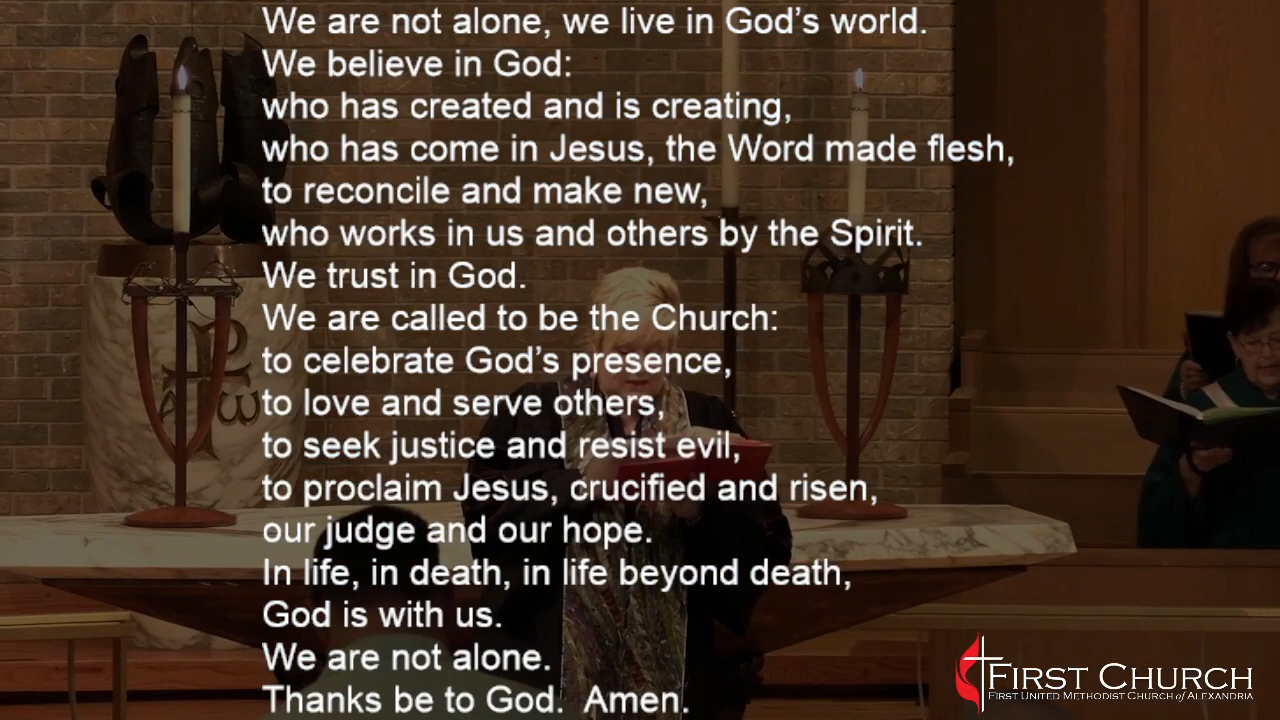 We are not alone, we live in God’s world.
We believe in God:
who has created and is creating,
who has come in Jesus, the Word made flesh,
to reconcile and make new,
who works in us and others by the Spirit.
We trust in God.
We are called to be the Church:
to celebrate God’s presence,
to love and serve others,
to seek justice and resist evil,
to proclaim Jesus, crucified and risen,
our judge and our hope.
In life, in death, in life beyond death,
God is with us.
We are not alone.
Thanks be to God.  Amen.
FIRST CHURCH
FIRST UNITED METHODIST CHURCH of ALEXANDRIA